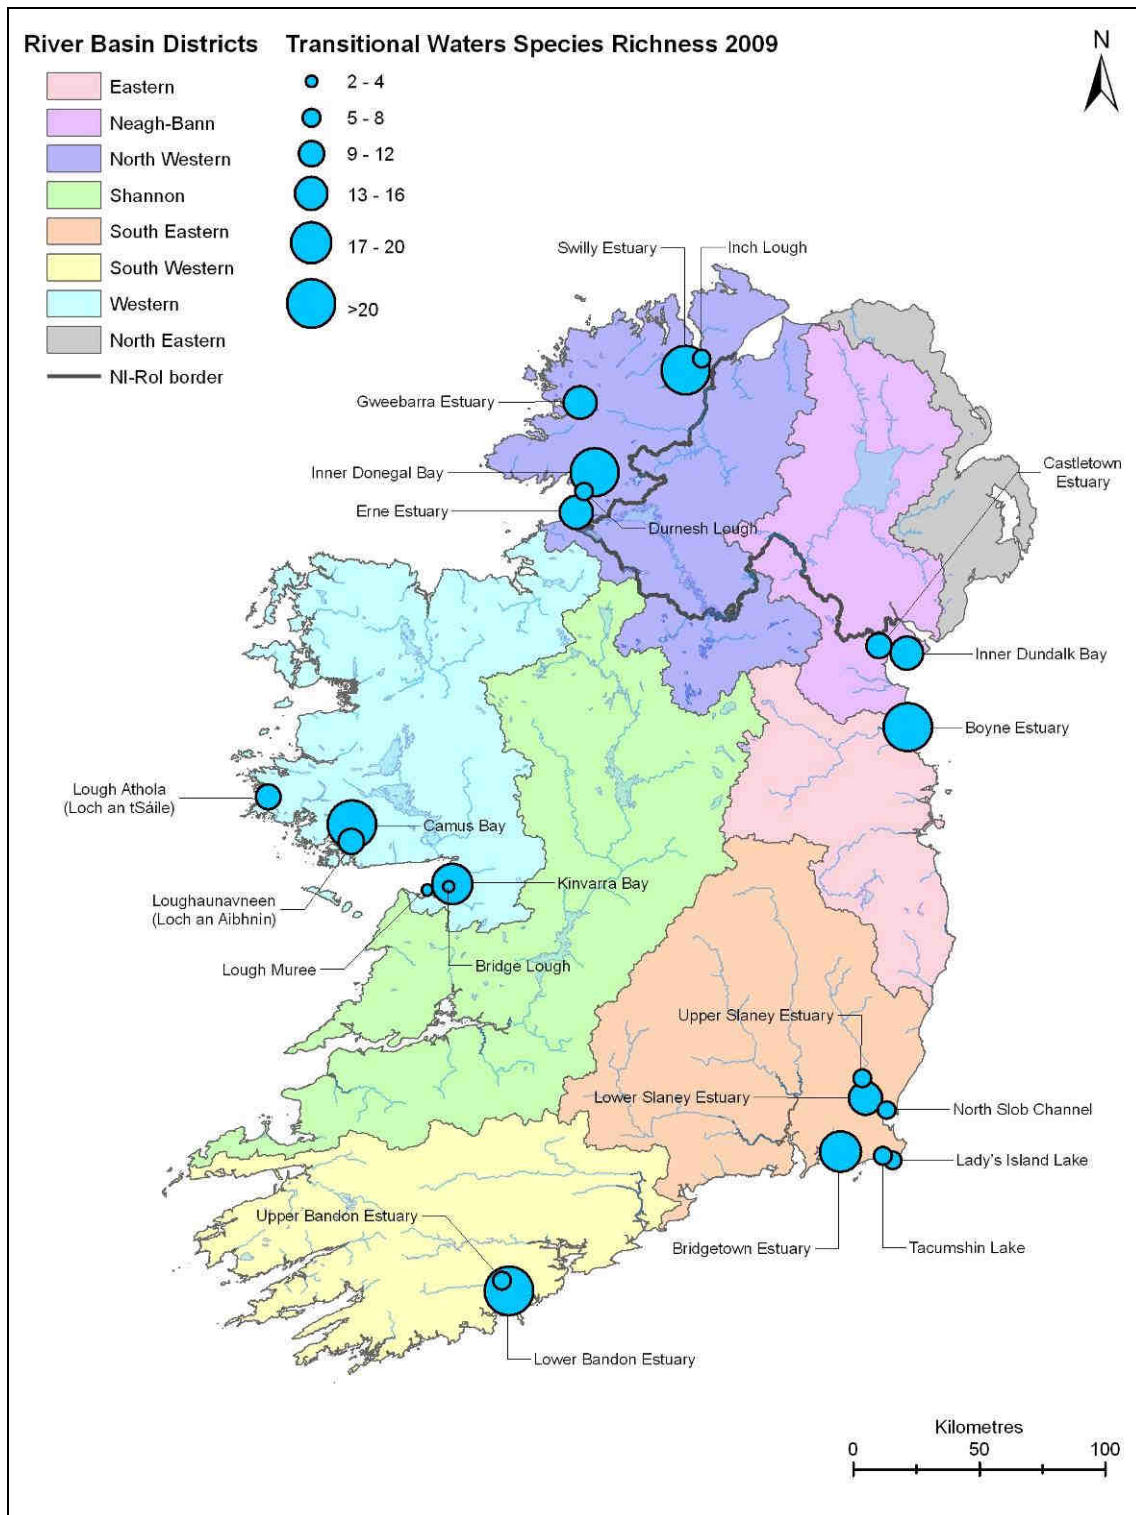 River Basin Districts
Eastern
Neagh-Bann
North Western
Shannon
South Eastern
South Western
Western
North Eastern
NI-RoI border
Transitional Waters Species Richness 2009
2 - 4
5 - 8
9 - 12
13 - 16
17 - 20
>20
N
Swilly Estuary
Inch Lough
Gweebarra Estuary
Inner Donegal Bay
Castletown
Estuary
Erne Estuary
Durnesh Lough
Inner Dundalk Bay
Boyne Estuary
Lough Athola
(Loch an tSáile)
Camus Bay
Kinvarra Bay
Loughaunavneen
(Loch an Aibhnin)
Lough Muree
Bridge Lough
Upper Slaney Estuary
Lower Slaney Estuary
North Slob Channel
Lady's Island Lake
Upper Bandon Estuary
Bridgetown Estuary
Tacumshin Lake
Lower Bandon Estuary
Kilometres
0 50 100